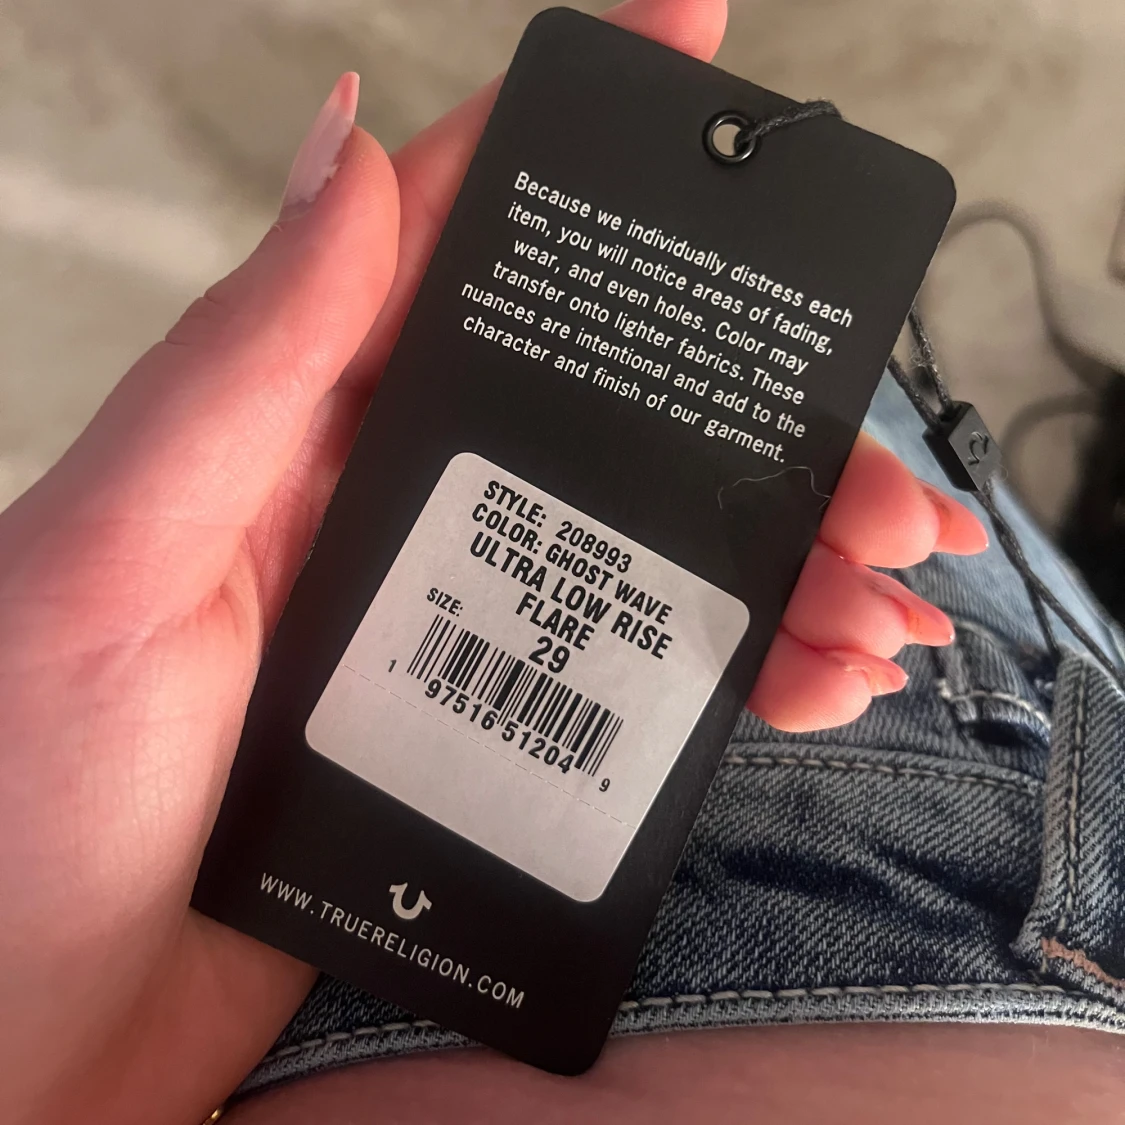 Because we individually distress each
item, you will notice areas of fading,
wear, and even holes. Color may
transfer onto lighter fabrics. These
nuances are intentional and add to the
character and finish of our garment.
STYLE: 208993
COLOR: GHOST WAVE
ULTRA LOW RISE
FLARE
SIZE: 29
1 97516 51204 9
WWW.TRUERELIGION.COM